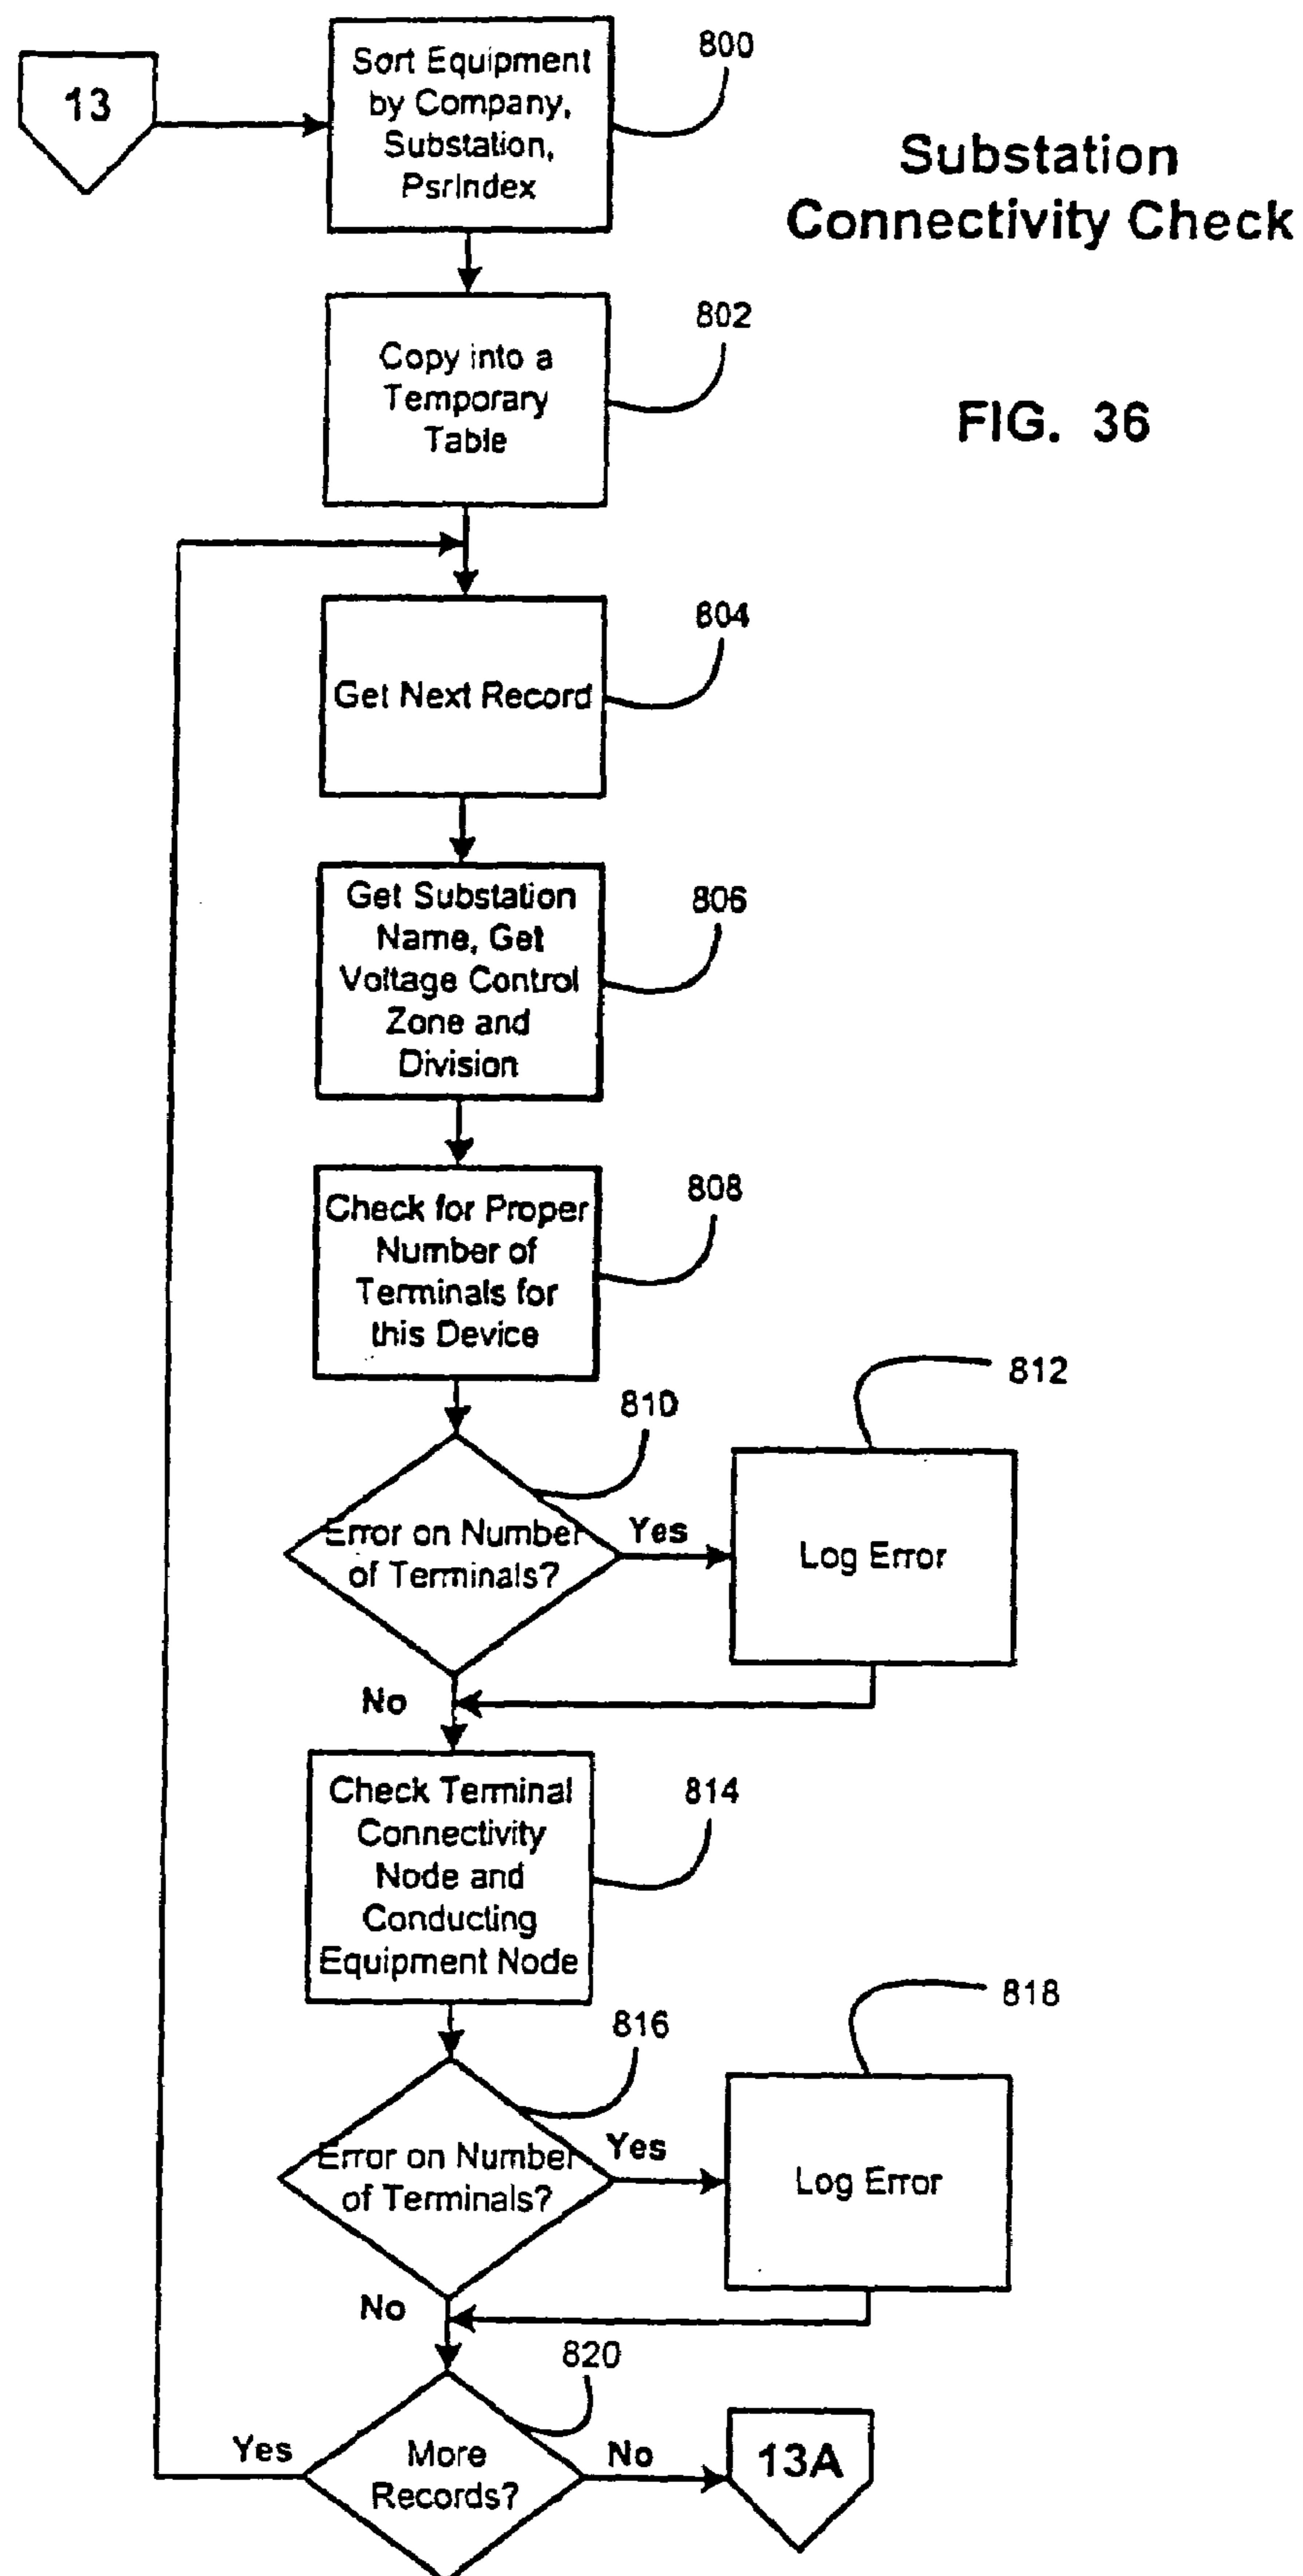 13
Sort Equipment
by Company,
Substation,
PsrIndex
800
Substation
Connectivity Check
FIG. 36
Copy into a
Temporary
Table
802
Get Next Record
804
Get Substation
Name, Get
Voltage Control
Zone and
Division
806
Check for Proper
Number of
Terminals for
this Device
808
810
Error on Number
of Terminals?
Yes
812
Log Error
No
Check Terminal
Connectivity
Node and
Conducting
Equipment Node
814
816
Error on Number
of Terminals?
Yes
818
Log Error
No
820
More
Records?
Yes
No
13A